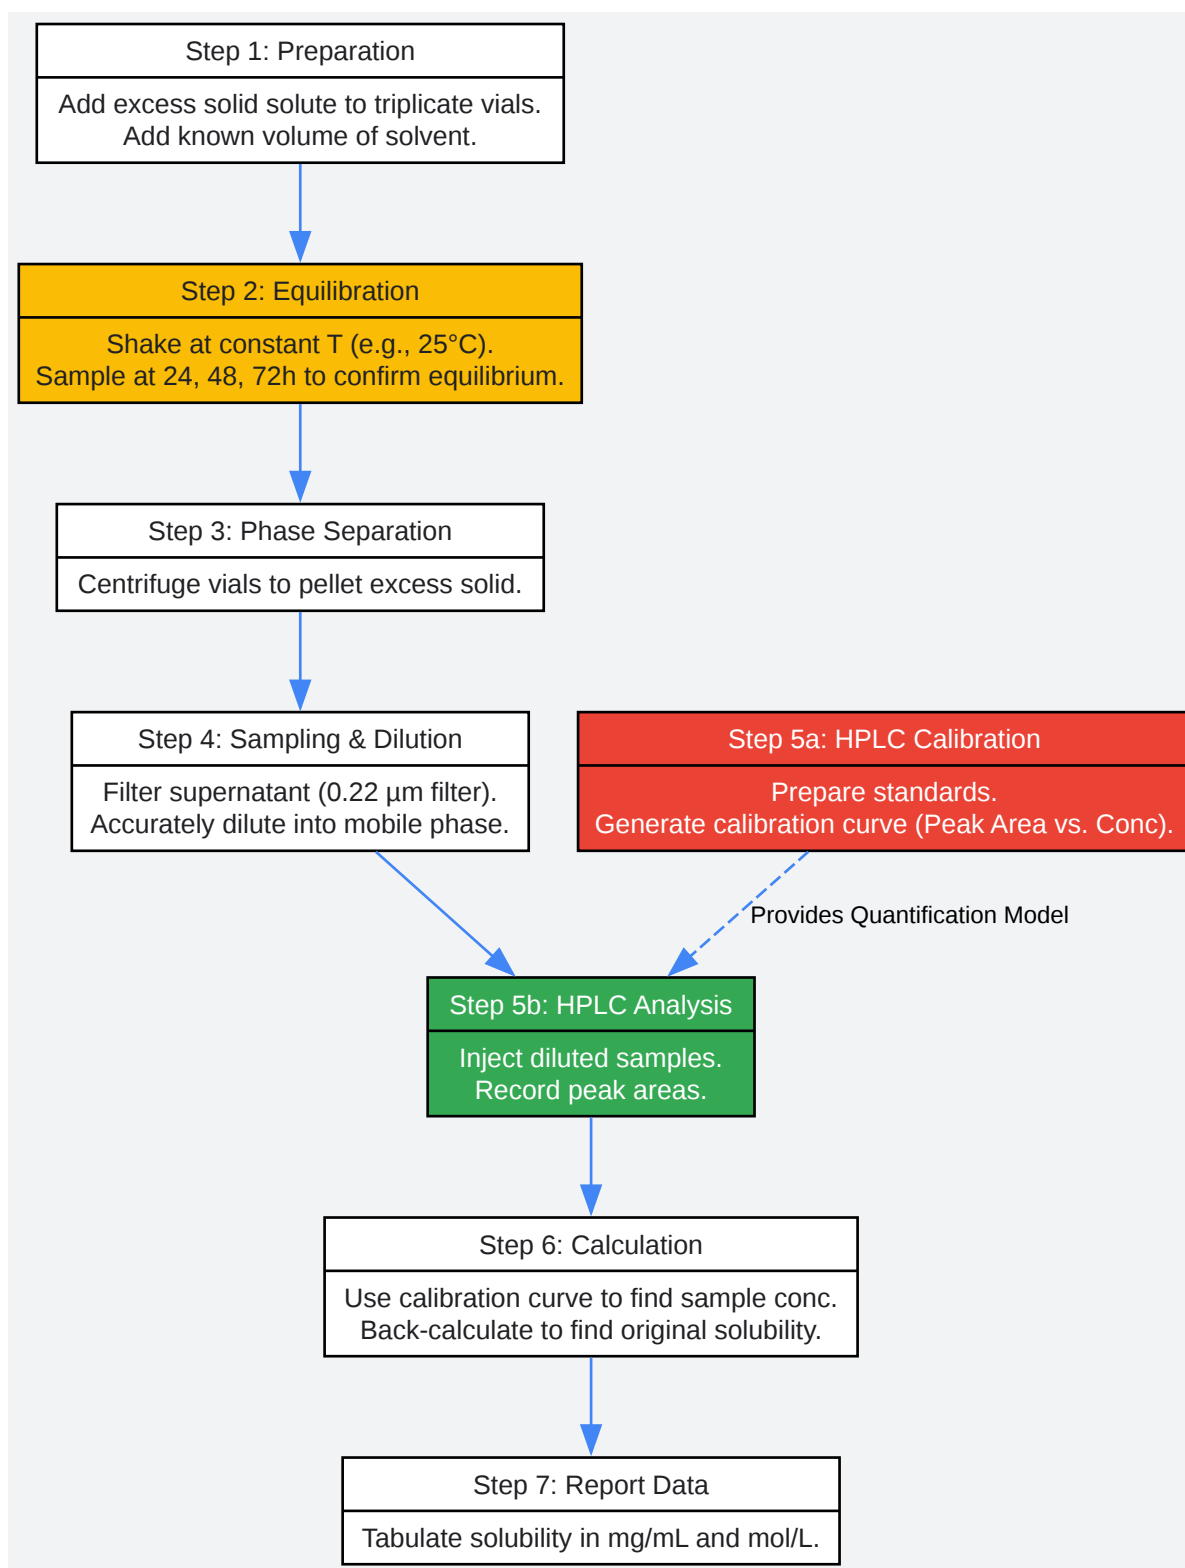 Step 1: Preparation
Add excess solid solute to triplicate vials.
Add known volume of solvent.
Step 2: Equilibration
Shake at constant T (e.g., 25°C).
Sample at 24, 48, 72h to confirm equilibrium.
Step 3: Phase Separation
Centrifuge vials to pellet excess solid.
Step 4: Sampling & Dilution
Filter supernatant (0.22 µm filter).
Accurately dilute into mobile phase.
Step 5a: HPLC Calibration
Prepare standards.
Generate calibration curve (Peak Area vs. Conc).
Provides Quantification Model
Step 5b: HPLC Analysis
Inject diluted samples.
Record peak areas.
Step 6: Calculation
Use calibration curve to find sample conc.
Back-calculate to find original solubility.
Step 7: Report Data
Tabulate solubility in mg/mL and mol/L.